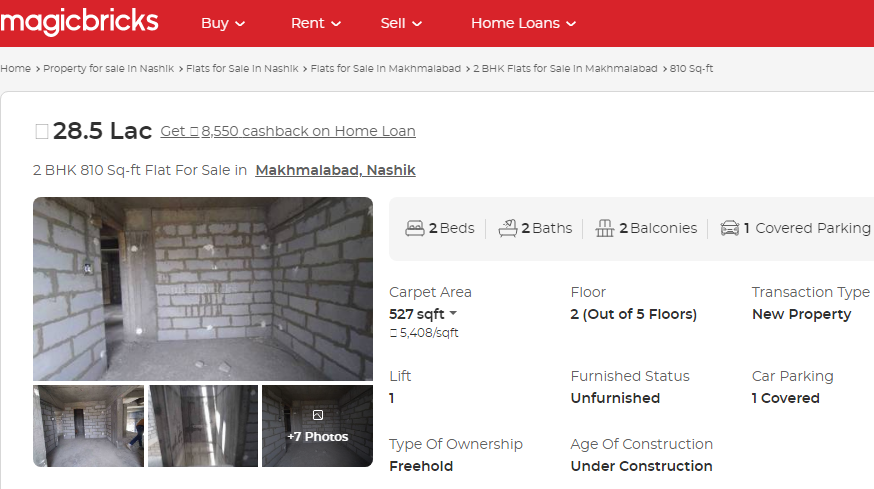 magicbricks
Buy Rent Sell Home Loans
Home > Property for sale in Nashik > Flats for Sale in Nashik > Flats for Sale in Makhmalabad > 2 BHK Flats for Sale in Makhmalabad > 810 Sq-ft
28.5 Lac Get 8,550 cashback on Home Loan
2 BHK 810 Sq-ft Flat For Sale in Makhmalabad, Nashik
2 Beds 2 Baths 2 Balconies 1 Covered Parking
Carpet Area Floor Transaction Type
527 sqft 2 (Out of 5 Floors) New Property
5,408/sqft
Lift Furnished Status Car Parking
1 Unfurnished 1 Covered
+7 Photos
Type Of Ownership Age Of Construction
Freehold Under Construction